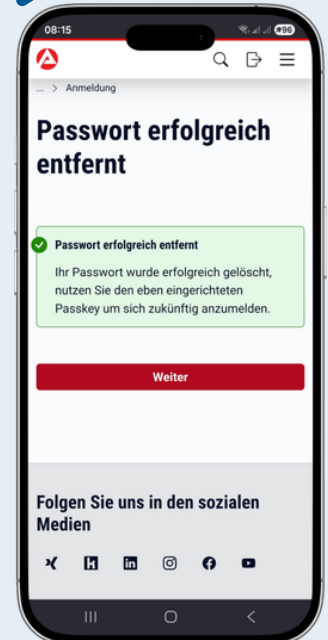 08:15
96
... > Anmeldung
Passwort erfolgreich
entfernt
Passwort erfolgreich entfernt
Ihr Passwort wurde erfolgreich gelöscht,
nutzen Sie den eben eingerichteten
Passkey um sich zukünftig anzumelden.
Weiter
Folgen Sie uns in den sozialen
Medien